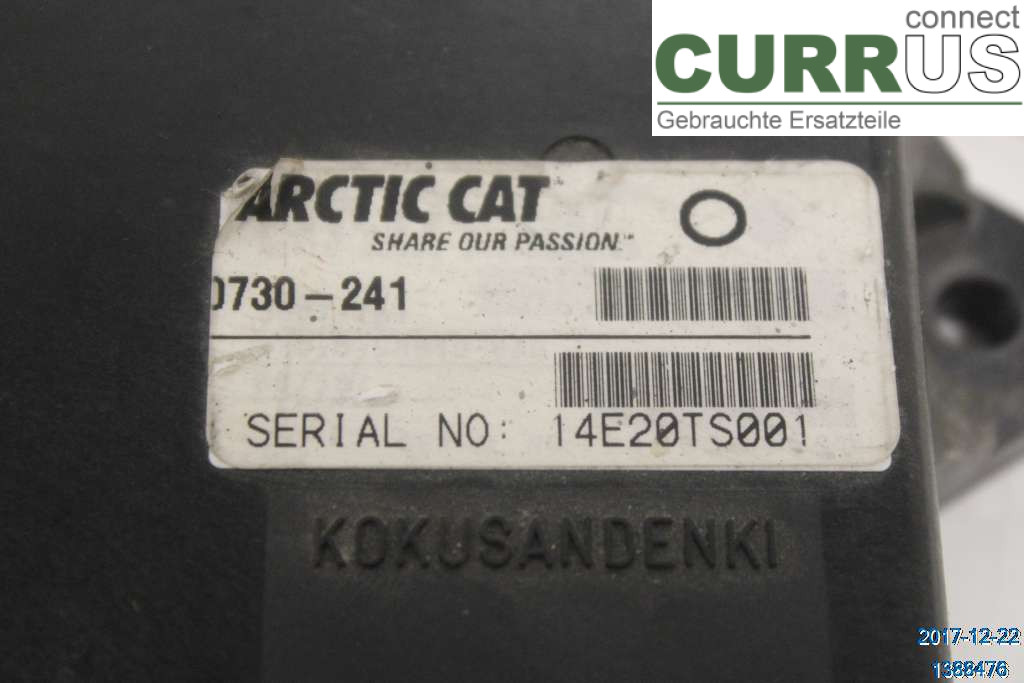 connect
CURRUS
Gebrauchte Ersatzteile
ARCTIC CAT
SHARE OUR PASSION.™
0730-241
SERIAL NO: 14E20TS001
KOKUSANDENKI
2017-12-22
1388476